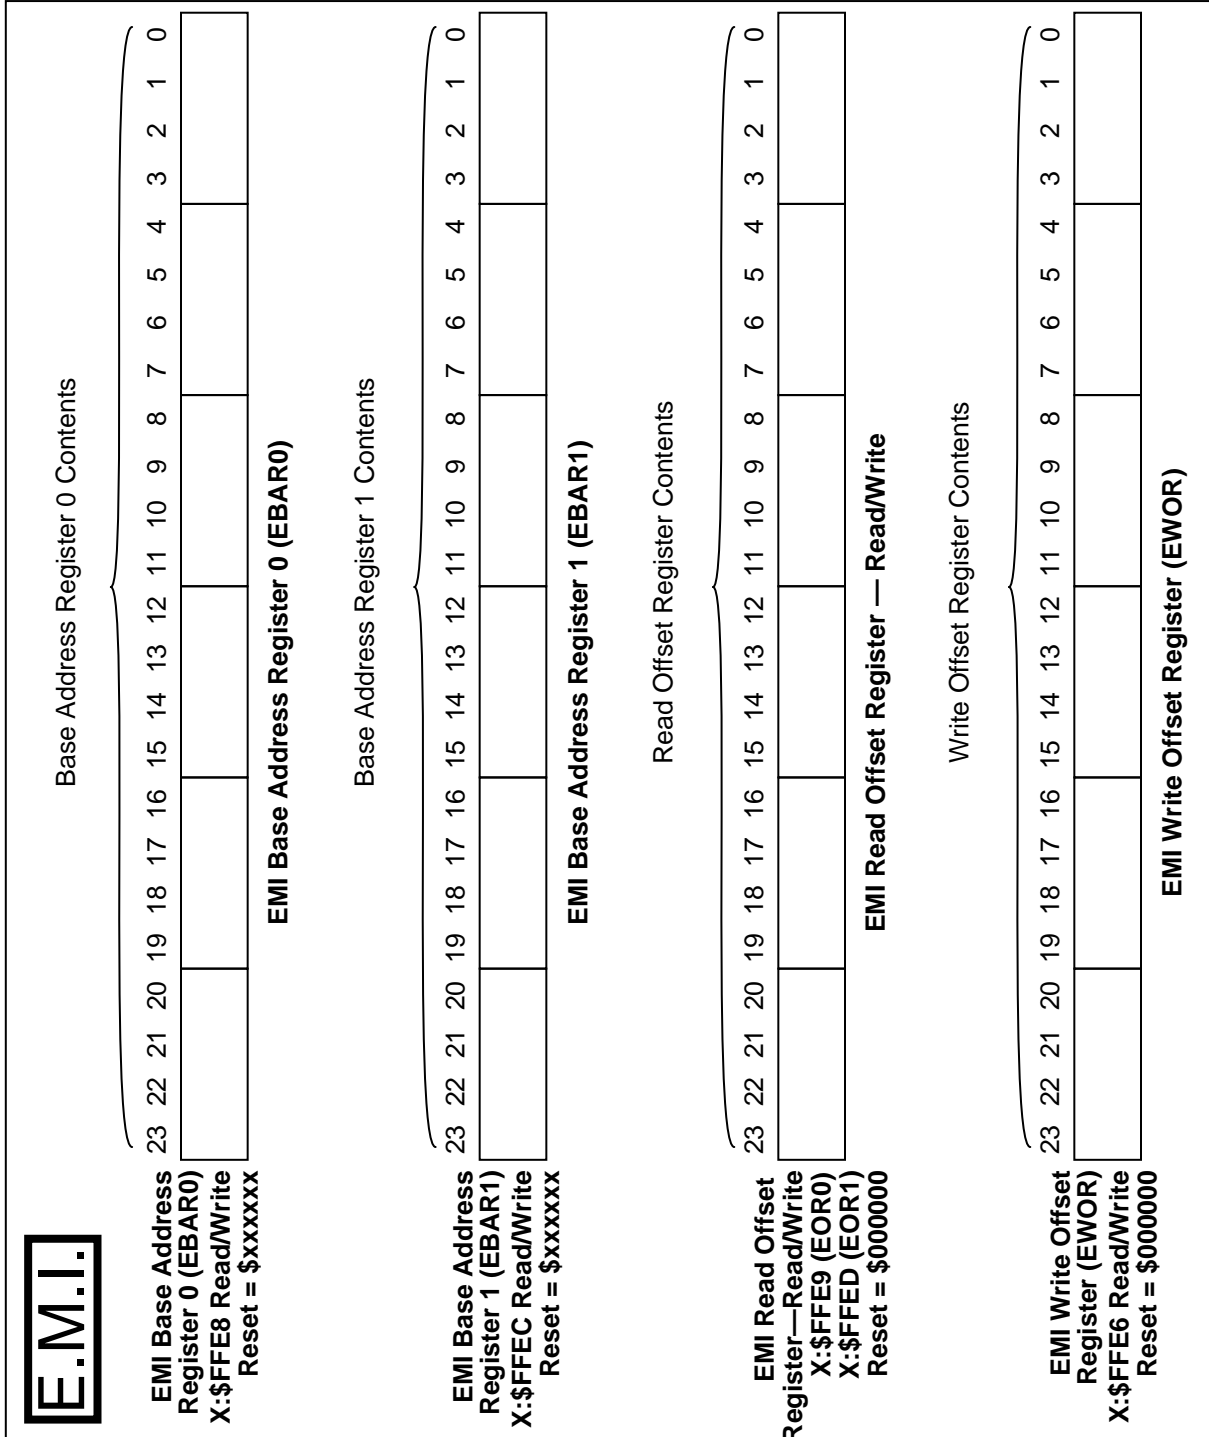 E.M.I.
Base Address Register 0 Contents
23 22 21 20 19 18 17 16 15 14 13 12 11 10 9 8 7 6 5 4 3 2 1 0
EMI Base Address
Register 0 (EBAR0)
X:$FFE8 Read/Write
Reset = $xxxxxx
EMI Base Address Register 0 (EBAR0)
Base Address Register 1 Contents
23 22 21 20 19 18 17 16 15 14 13 12 11 10 9 8 7 6 5 4 3 2 1 0
EMI Base Address
Register 1 (EBAR1)
X:$FFEC Read/Write
Reset = $xxxxxx
EMI Base Address Register 1 (EBAR1)
Read Offset Register Contents
23 22 21 20 19 18 17 16 15 14 13 12 11 10 9 8 7 6 5 4 3 2 1 0
EMI Read Offset
Register—Read/Write
X:$FFE9 (EOR0)
X:$FFED (EOR1)
Reset = $000000
EMI Read Offset Register — Read/Write
Write Offset Register Contents
23 22 21 20 19 18 17 16 15 14 13 12 11 10 9 8 7 6 5 4 3 2 1 0
EMI Write Offset
Register (EWOR)
X:$FFE6 Read/Write
Reset = $000000
EMI Write Offset Register (EWOR)